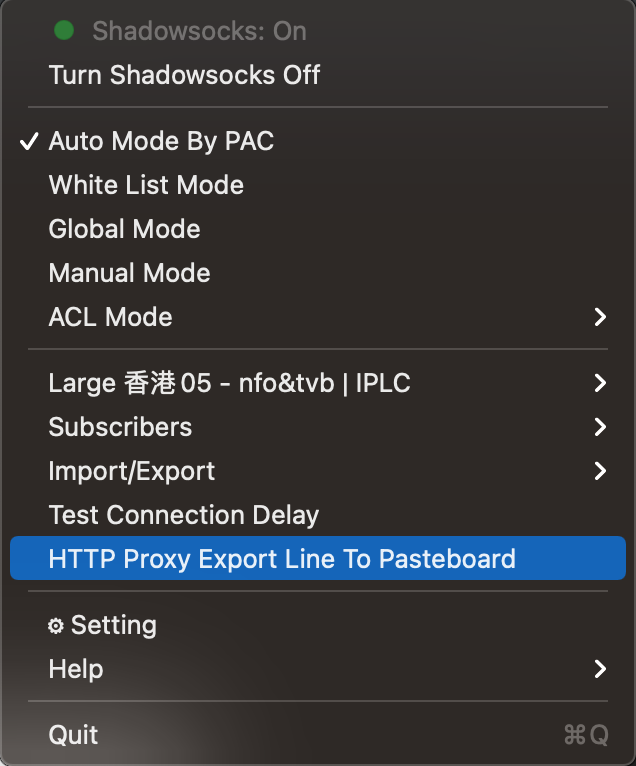 Shadowsocks: On
Turn Shadowsocks Off
Auto Mode By PAC
White List Mode
Global Mode
Manual Mode
ACL Mode
Large 香港05 - nfo&tvb | IPLC
Subscribers
Import/Export
Test Connection Delay
HTTP Proxy Export Line To Pasteboard
⚙ Setting
Help
Quit ⌘Q